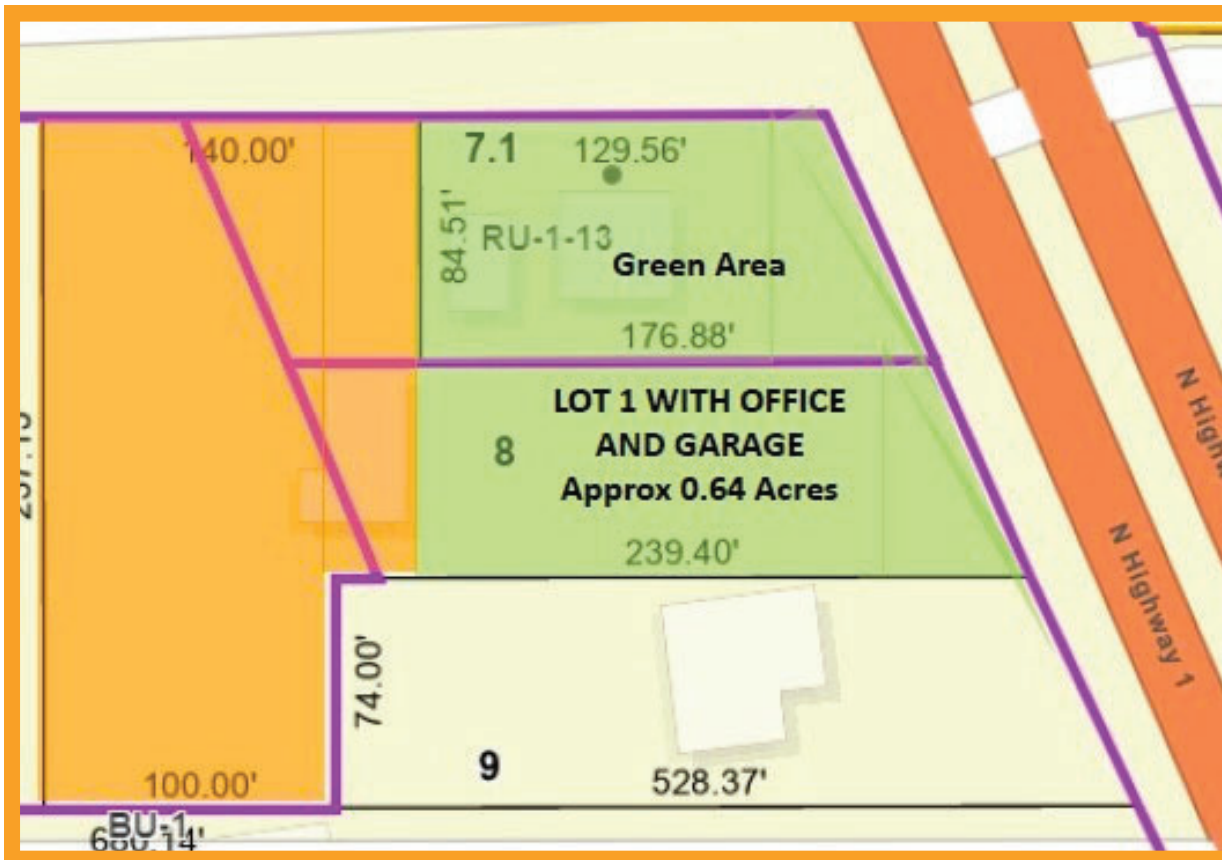 140.00'
7.1
129.56'
84.51'
RU-1-13
Green Area
176.88'
LOT 1 WITH OFFICE
AND GARAGE
Approx 0.64 Acres
8
239.40'
74.00'
9
528.37'
100.00'
BU-1
680.14'
N Highway 1